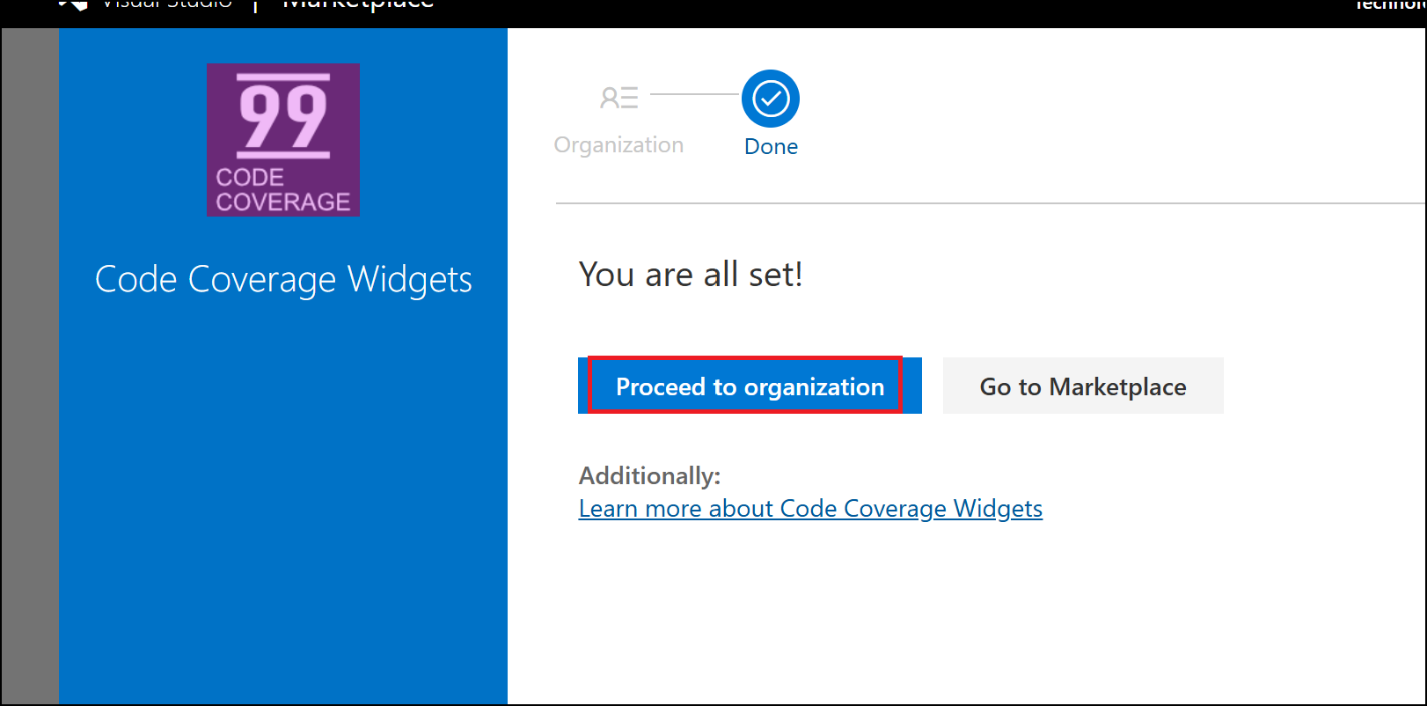 Visual Studio | Marketplace
99
CODE
COVERAGE
Code Coverage Widgets
Organization
Done
You are all set!
Proceed to organization
Go to Marketplace
Additionally:
Learn more about Code Coverage Widgets